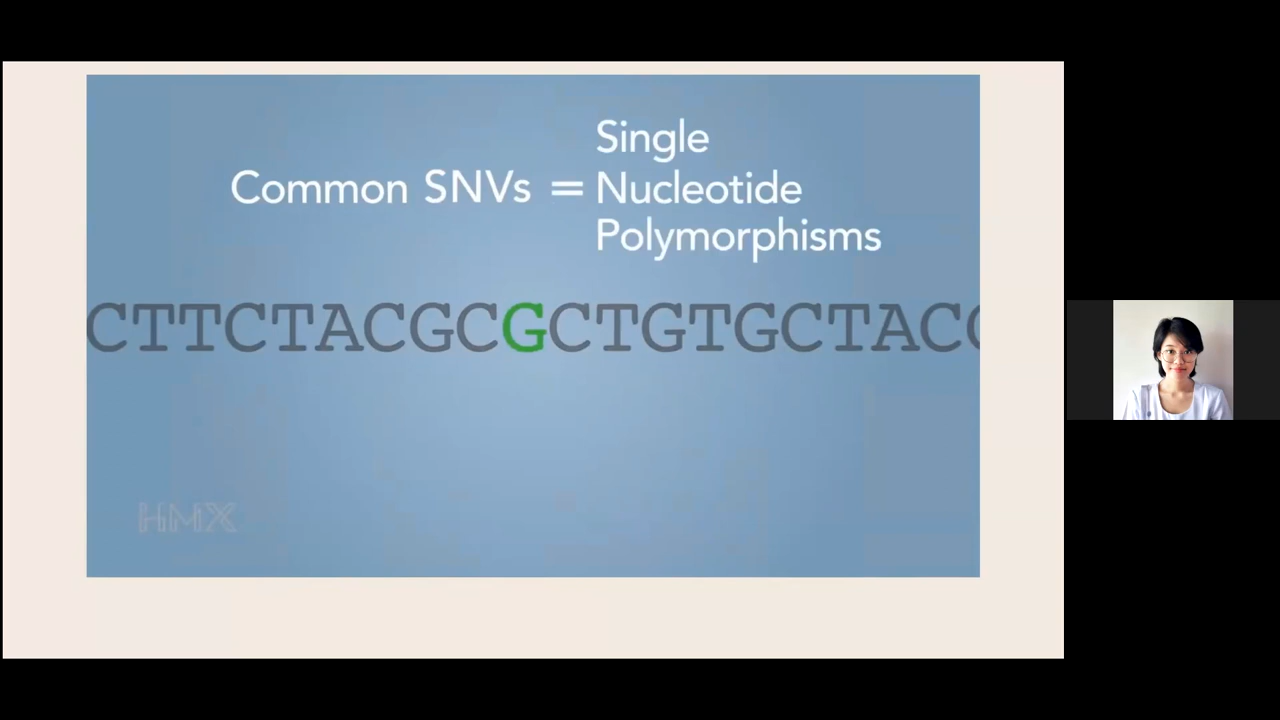 Single
Common SNVs = Nucleotide
Polymorphisms
CTTCTACGCGCTGTGCTACC
HMX